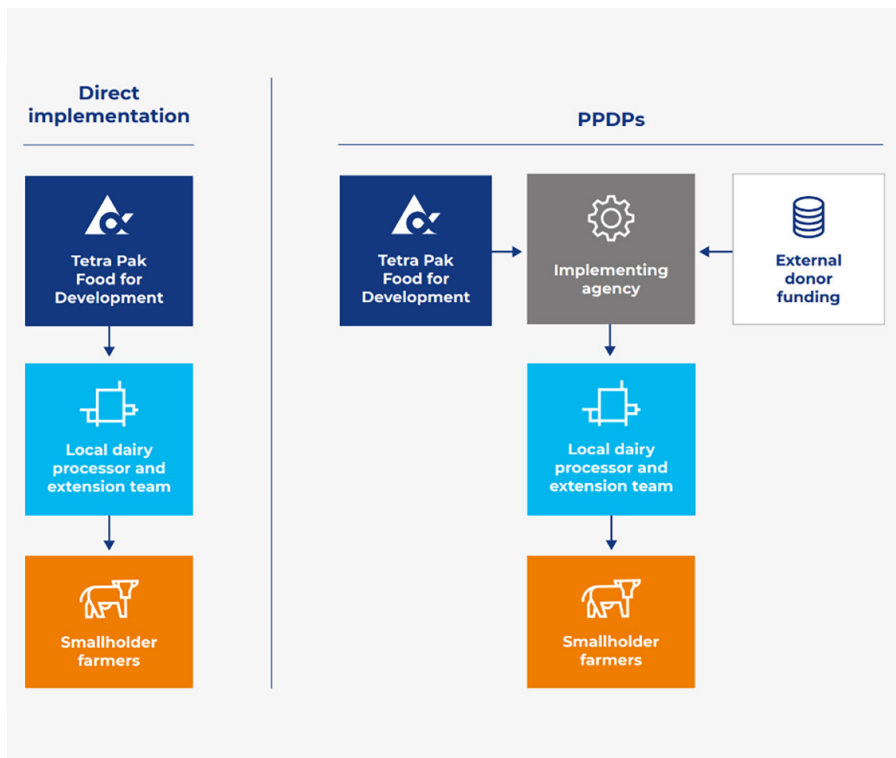 Direct
implementation
Tetra Pak
Food for
Development
Local dairy
processor and
extension team
Smallholder
farmers
PPDPs
Tetra Pak
Food for
Development
Implementing
agency
External
donor
funding
Local dairy
processor and
extension team
Smallholder
farmers